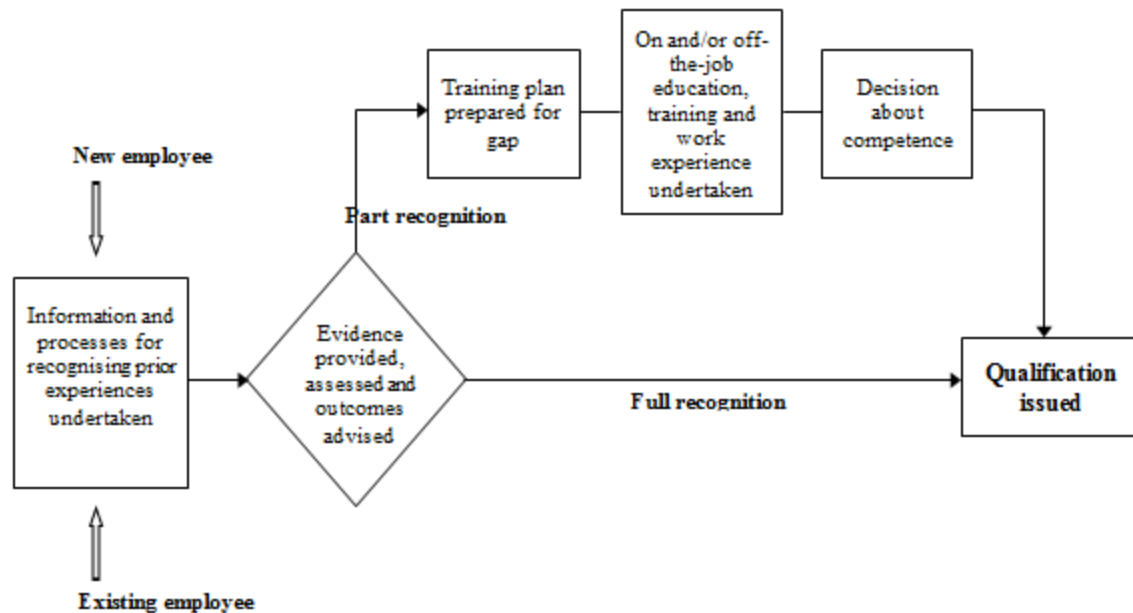 New employee
Information and
processes for
recognising prior
experiences
undertaken
Existing employee
Evidence
provided,
assessed and
outcomes
advised
Part recognition
Training plan
prepared for
gap
On and/or off-
the-job
education,
training and
work
experience
undertaken
Decision
about
competence
Full recognition
Qualification
issued